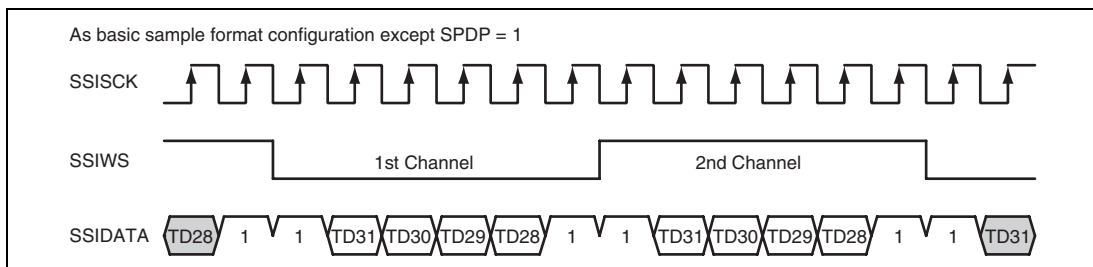 As basic sample format configuration except SPDP = 1
SSISCK
SSIWS 1st Channel 2nd Channel
SSIDATA TD28 1 1 TD31 TD30 TD29 TD28 1 1 TD31 TD30 TD29 TD28 1 1 TD31